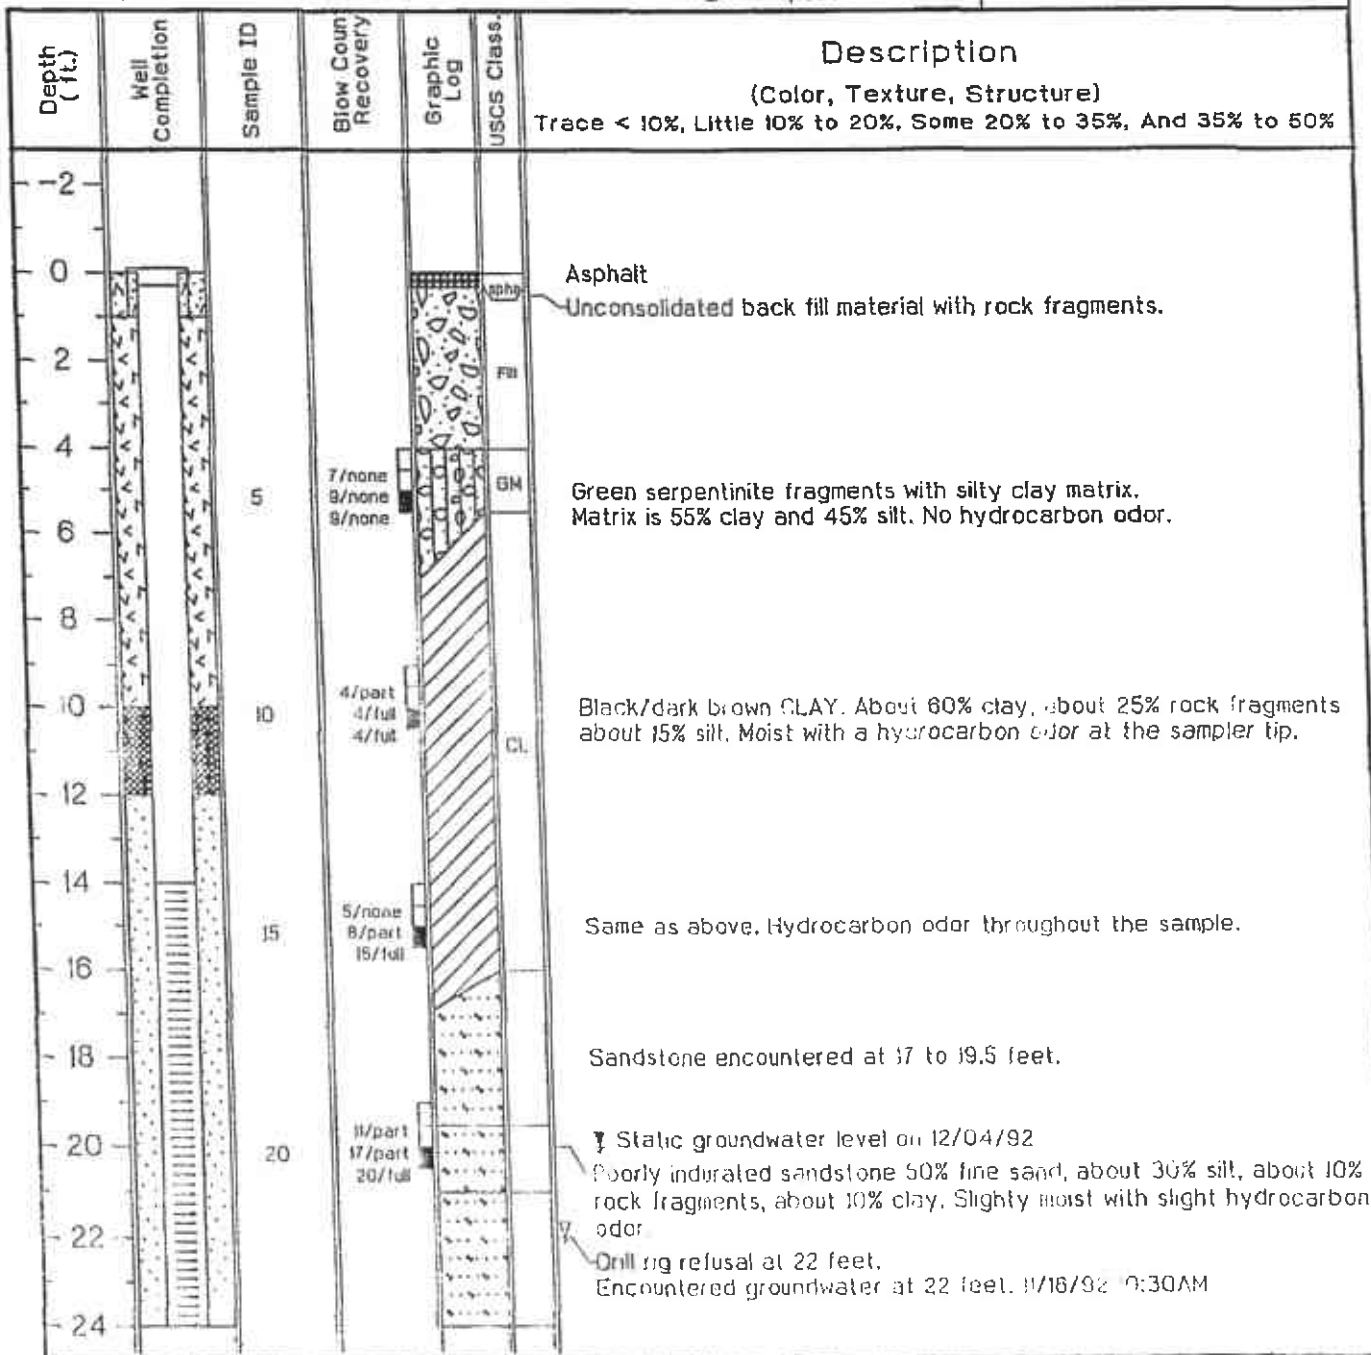 Depth
(ft.)
Well
Completion
Sample ID
Blow Coun
Recovery
Graphic
Log
USCS Class.
Description
(Color, Texture, Structure)
Trace < 10%, Little 10% to 20%, Some 20% to 35%, And 35% to 50%
-2
0
Asphalt
Unconsolidated back fill material with rock fragments.
2
Fill
4
7/none
9/none
9/none
5
GM
Green serpentinite fragments with silty clay matrix.
Matrix is 55% clay and 45% silt. No hydrocarbon odor.
6
8
4/part
4/full
4/full
10
10
CL
Black/dark brown CLAY. About 60% clay, about 25% rock fragments
about 15% silt. Moist with a hydrocarbon odor at the sampler tip.
12
14
5/none
8/part
15/full
15
Same as above. Hydrocarbon odor throughout the sample.
16
18
Sandstone encountered at 17 to 19.5 feet.
11/part
17/part
20/full
20
20
Static groundwater level on 12/04/92
Poorly indurated sandstone 50% fine sand, about 30% silt, about 10%
rock fragments, about 10% clay. Slighty moist with slight hydrocarbon
odor
22
Drill rig refusal at 22 feet.
Encountered groundwater at 22 feet. 11/16/92
24